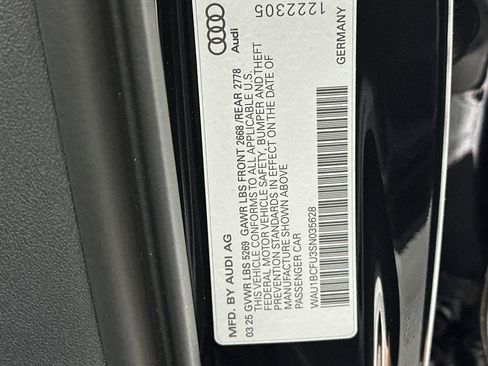 MFD. BY AUDI AG
03 25 GVWR LBS 5269 GAWR LBS FRONT 2668 /REAR 2778
THIS VEHICLE CONFORMS TO ALL APPLICABLE U.S.
FEDERAL MOTOR VEHICLE SAFETY, BUMPER AND THEFT
PREVENTION STANDARDS IN EFFECT ON THE DATE OF
MANUFACTURE SHOWN ABOVE
PASSENGER CAR
WAU1BCFU3SN035628
1222305
Audi
GERMANY